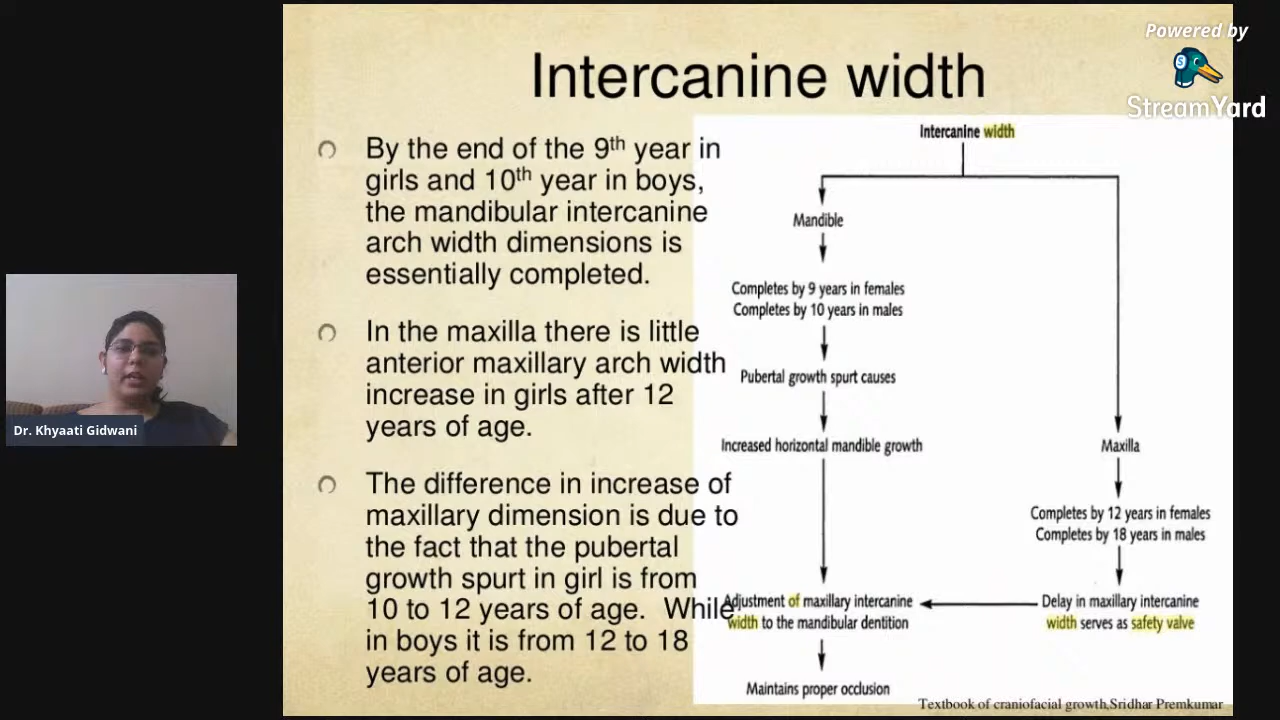 Powered by
StreamYard
Intercanine width
By the end of the 9th year in
girls and 10th year in boys,
the mandibular intercanine
arch width dimensions is
essentially completed.
In the maxilla there is little
anterior maxillary arch width
increase in girls after 12
years of age.
The difference in increase of
maxillary dimension is due to
the fact that the pubertal
growth spurt in girl is from
10 to 12 years of age. While
in boys it is from 12 to 18
years of age.
Intercanine width
Mandible
Completes by 9 years in females
Completes by 10 years in males
Pubertal growth spurt causes
Increased horizontal mandible growth
Maxilla
Completes by 12 years in females
Completes by 18 years in males
Delay in maxillary intercanine
width serves as safety valve
Adjustment of maxillary intercanine
width to the mandibular dentition
Maintains proper occlusion
Textbook of craniofacial growth,Sridhar Premkumar
Dr. Khyaati Gidwani